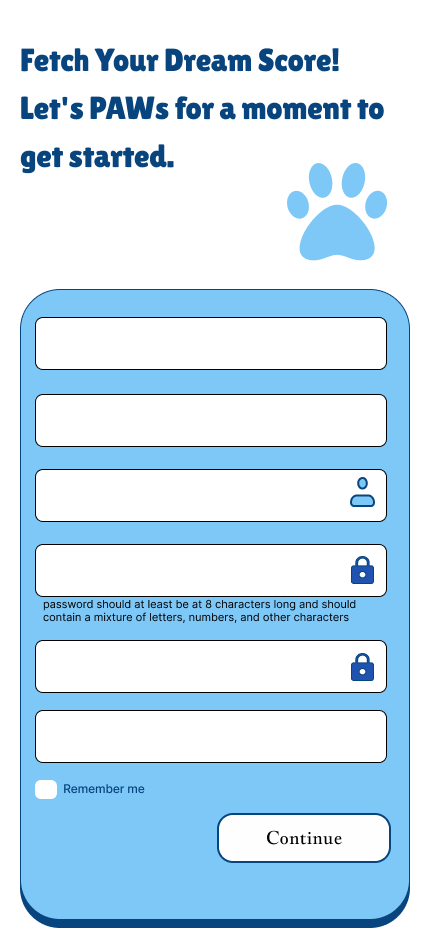 Fetch Your Dream Score!
Let's PAWs for a moment to
get started.
password should at least be at 8 characters long and should
contain a mixture of letters, numbers, and other characters
Remember me
Continue